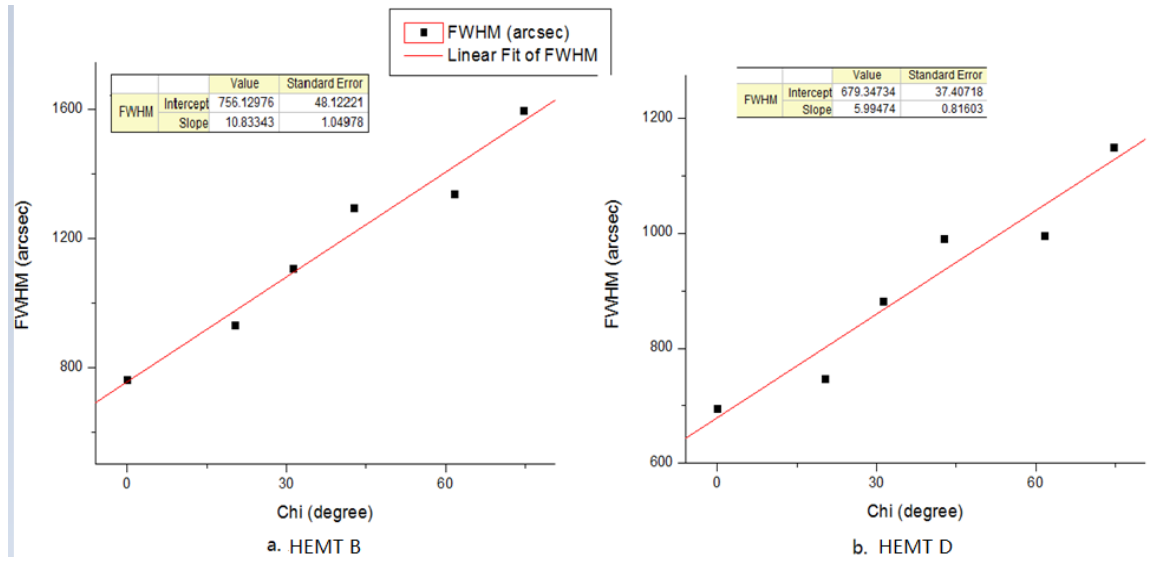 FWHM (arcsec)
Linear Fit of FWHM
Value Standard Error
FWHM Intercept 756.12976 48.12221
Slope 10.83343 1.04978
1600
1200
800
FWHM (arcsec)
0 30 60
Chi (degree)
a. HEMT B
Value Standard Error
FWHM Intercept 679.34734 37.40718
Slope 5.99474 0.81603
1200
1000
800
600
FWHM (arcsec)
0 30 60
Chi (degree)
b. HEMT D